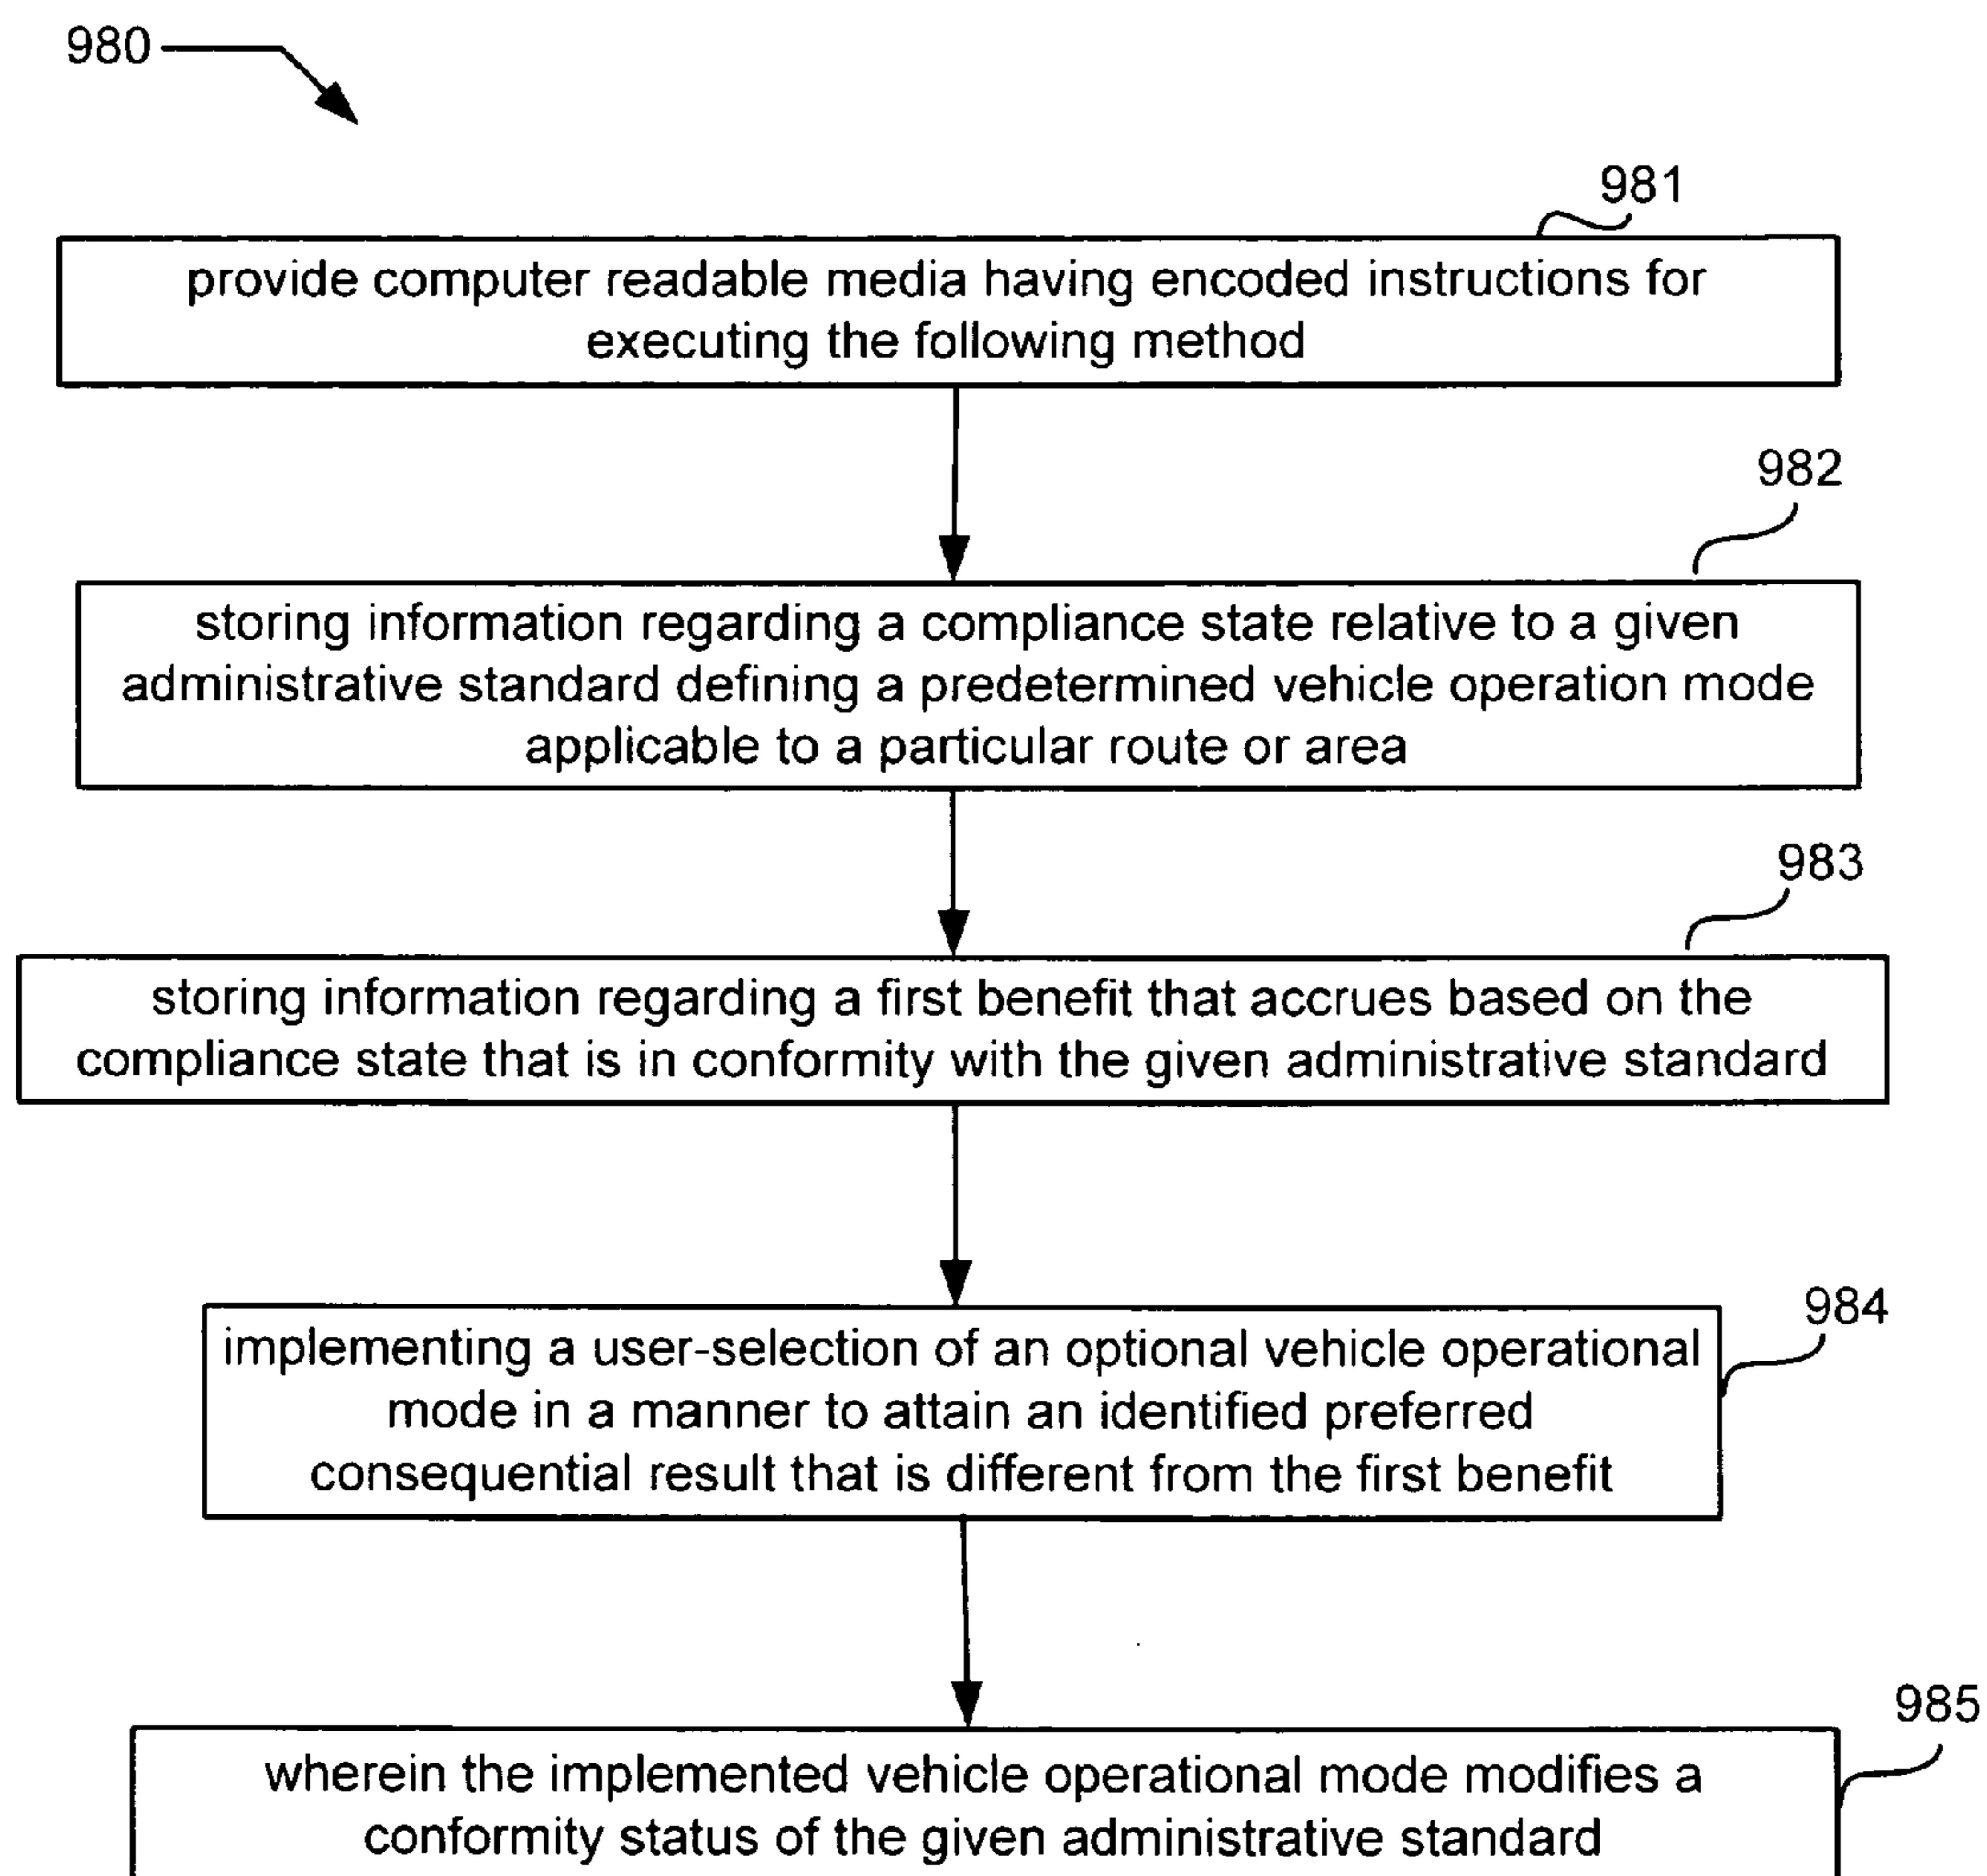 980
981
provide computer readable media having encoded instructions for
executing the following method
982
storing information regarding a compliance state relative to a given
administrative standard defining a predetermined vehicle operation mode
applicable to a particular route or area
983
storing information regarding a first benefit that accrues based on the
compliance state that is in conformity with the given administrative standard
984
implementing a user-selection of an optional vehicle operational
mode in a manner to attain an identified preferred
consequential result that is different from the first benefit
985
wherein the implemented vehicle operational mode modifies a
conformity status of the given administrative standard